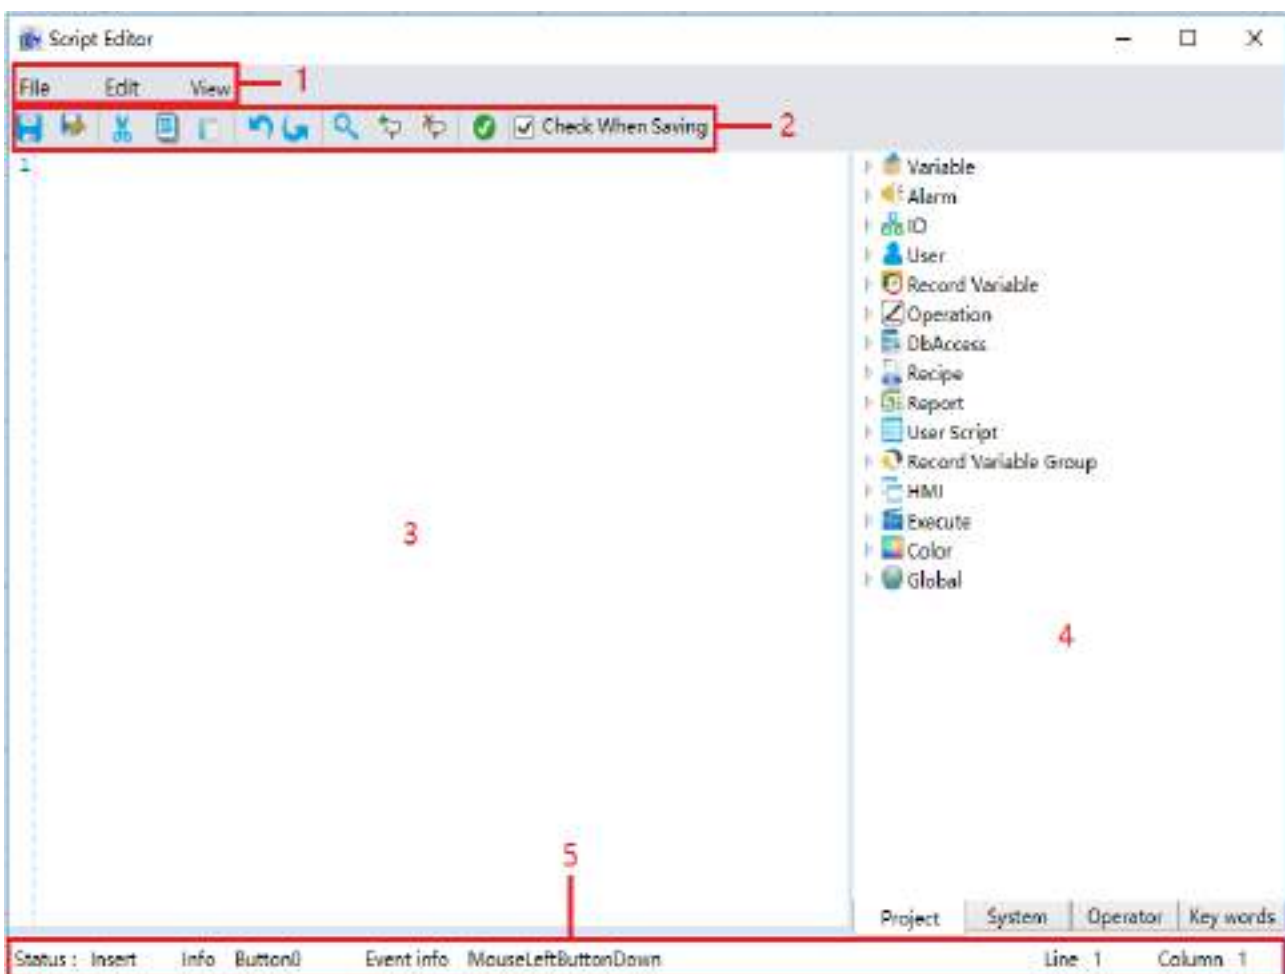 Script Editor
File Edit View 1
Check When Saving 2
1
Variable
Alarm
IO
User
Record Variable
Operation
DbAccess
Recipe
Report
User Script
Record Variable Group
HMI
Execute
Color
Global
3
4
5
Project System Operator Key words
Status : Insert Info Button0 Event info MouseLeftButtonDown Line 1 Column 1